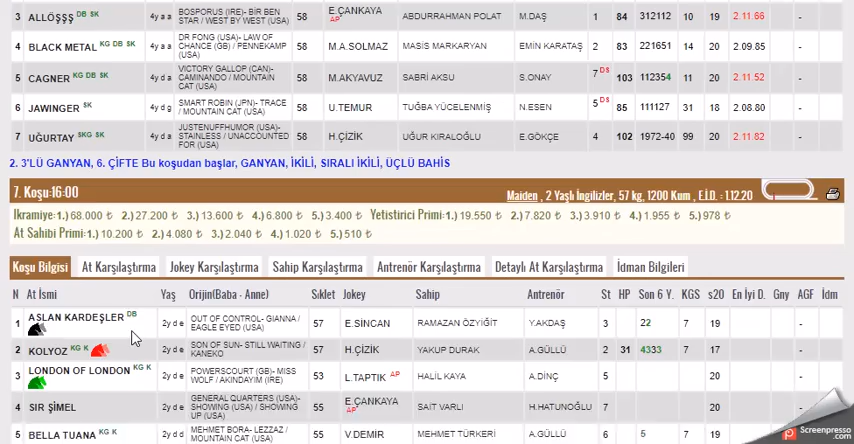 3 ALLÖŞŞŞ DB SK 4y a a BOSPORUS (IRE)- BİR BEN STAR / WEST BY WEST (USA) 58 E.ÇANKAYA AP ABDURRAHMAN POLAT M.DAŞ 1 84 312112 10 19 2.11.66 -
4 BLACK METAL KG DB SK 4y a a DR FONG (USA)- LAW OF CHANCE (GB) / PENNEKAMP (USA) 58 M.A.SOLMAZ MASİS MARKARYAN EMİN KARATAŞ 2 83 221651 14 20 2.09.85 -
5 CAGNER KG DB SK 4y d a VICTORY GALLOP (CAN)- CAMINANDO / MOUNTAIN CAT (USA) 58 M.AKYAVUZ SABRİ AKSU S.ONAY 7 DS 103 112354 11 20 2.11.52 -
6 JAWINGER SK 4y d g SMART ROBIN (JPN)- TRACE / MOUNTAIN CAT (USA) 58 U.TEMUR TUĞBA YÜCELENMİŞ N.ESEN 5 DS 85 111127 31 18 2.08.80 -
7 UĞURTAY SKG SK 4y d a JUSTENUFFHUMOR (USA)- STAINLESS / UNACCOUNTED FOR (USA) 58 H.ÇİZİK UĞUR KIRALOĞLU E.GÖKÇE 4 102 1972-40 99 20 2.11.82 -
2. 3'LÜ GANYAN, 6. ÇİFTE Bu koşudan başlar, GANYAN, İKİLİ, SIRALI İKİLİ, ÜÇLÜ BAHİS
7. Koşu:16:00 Maiden , 2 Yaşlı İngilizler, 57 kg, 1200 Kum , E.İ.D. : 1.12.20
İkramiye: 1.) 68.000 ₺ 2.) 27.200 ₺ 3.) 13.600 ₺ 4.) 6.800 ₺ 5.) 3.400 ₺ Yetistirici Primi: 1.) 19.550 ₺ 2.) 7.820 ₺ 3.) 3.910 ₺ 4.) 1.955 ₺ 5.) 978 ₺
At Sahibi Primi: 1.) 10.200 ₺ 2.) 4.080 ₺ 3.) 2.040 ₺ 4.) 1.020 ₺ 5.) 510 ₺
Koşu Bilgisi At Karşılaştırma Jokey Karşılaştırma Sahip Karşılaştırma Antrenör Karşılaştırma Detaylı At Karşılaştırma İdman Bilgileri
N At İsmi Yaş Orijin(Baba - Anne) Sıklet Jokey Sahip Antrenör St HP Son 6 Y. KGS s20 En İyi D. Gny AGF İdm
1 ASLAN KARDEŞLER DB 2y d e OUT OF CONTROL- GIANNA / EAGLE EYED (USA) 57 E.SİNCAN RAMAZAN ÖZYİĞİT Y.AKDAŞ 3 22 7 19 -
2 KOLYOZ KG K 2y d e SON OF SUN- STILL WAITING / KANEKO 57 H.ÇİZİK YAKUP DURAK A.GÜLLÜ 2 31 4333 7 17 -
3 LONDON OF LONDON KG K 2y d e POWERSCOURT (GB)- MISS WOLF / AKINDAYIM (IRE) 53 L.TAPTIK AP HALİL KAYA A.DİNÇ 5 20 -
4 SIR ŞİMEL 2y d e GENERAL QUARTERS (USA)- SHOWING (USA) / SHOWING UP (USA) 55 E.ÇANKAYA AP SAİT VARLI H.HATUNOĞLU 7 20 -
5 BELLA TUANA KG K 2y d d MEHMET BORA- LEZZAZ / MOUNTAIN CAT (USA) 55 V.DEMİR MEHMET TÜRKERİ A.GÜLLÜ 6 5 7 19 -
Screenpresso
Screenpresso.com